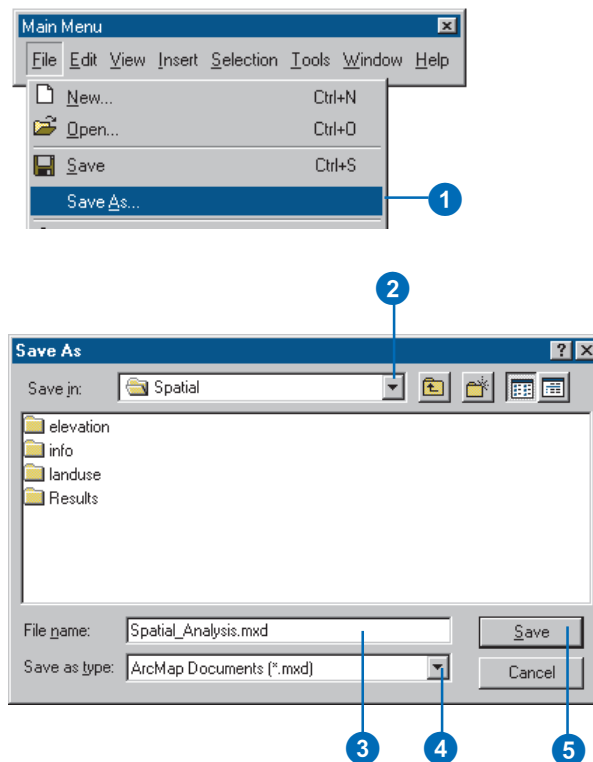 Main Menu
File Edit View Insert Selection Tools Window Help
New... Ctrl+N
Open... Ctrl+O
Save Ctrl+S
Save As...
1
2
Save As
Save in: Spatial
elevation
info
landuse
Results
File name: Spatial_Analysis.mxd Save
Save as type: ArcMap Documents (*.mxd) Cancel
3 4 5